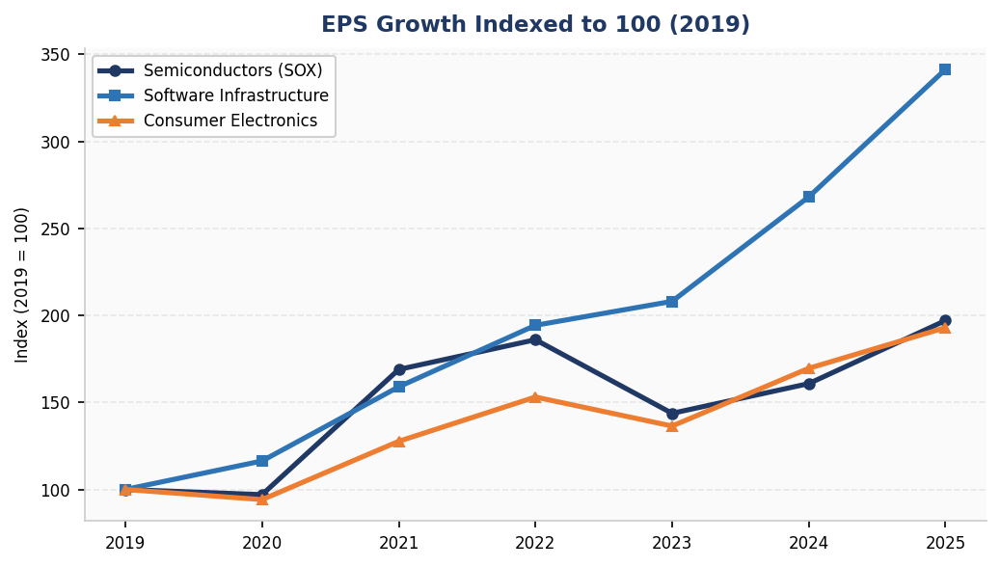 EPS Growth Indexed to 100 (2019)
Semiconductors (SOX)
Software Infrastructure
Consumer Electronics
Index (2019 = 100)
350
300
250
200
150
100
2019 2020 2021 2022 2023 2024 2025